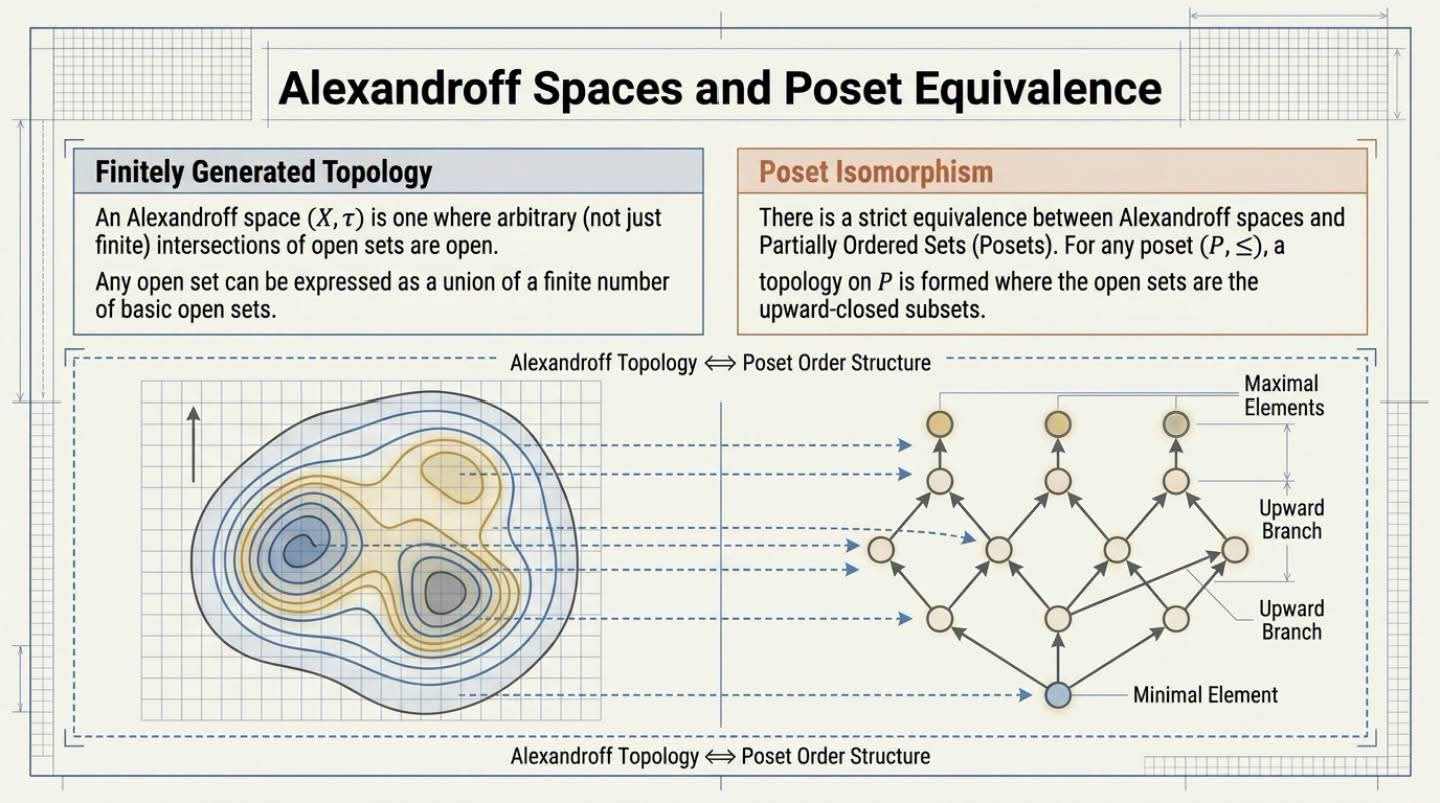 Alexandroff Spaces and Poset Equivalence
Finitely Generated Topology
An Alexandroff space (X, τ) is one where arbitrary (not just
finite) intersections of open sets are open.
Any open set can be expressed as a union of a finite number
of basic open sets.
Poset Isomorphism
There is a strict equivalence between Alexandroff spaces and
Partially Ordered Sets (Posets). For any poset (P, ≤), a
topology on P is formed where the open sets are the
upward-closed subsets.
Alexandroff Topology ⟺ Poset Order Structure
Maximal
Elements
Upward
Branch
Upward
Branch
Minimal Element
Alexandroff Topology ⟺ Poset Order Structure